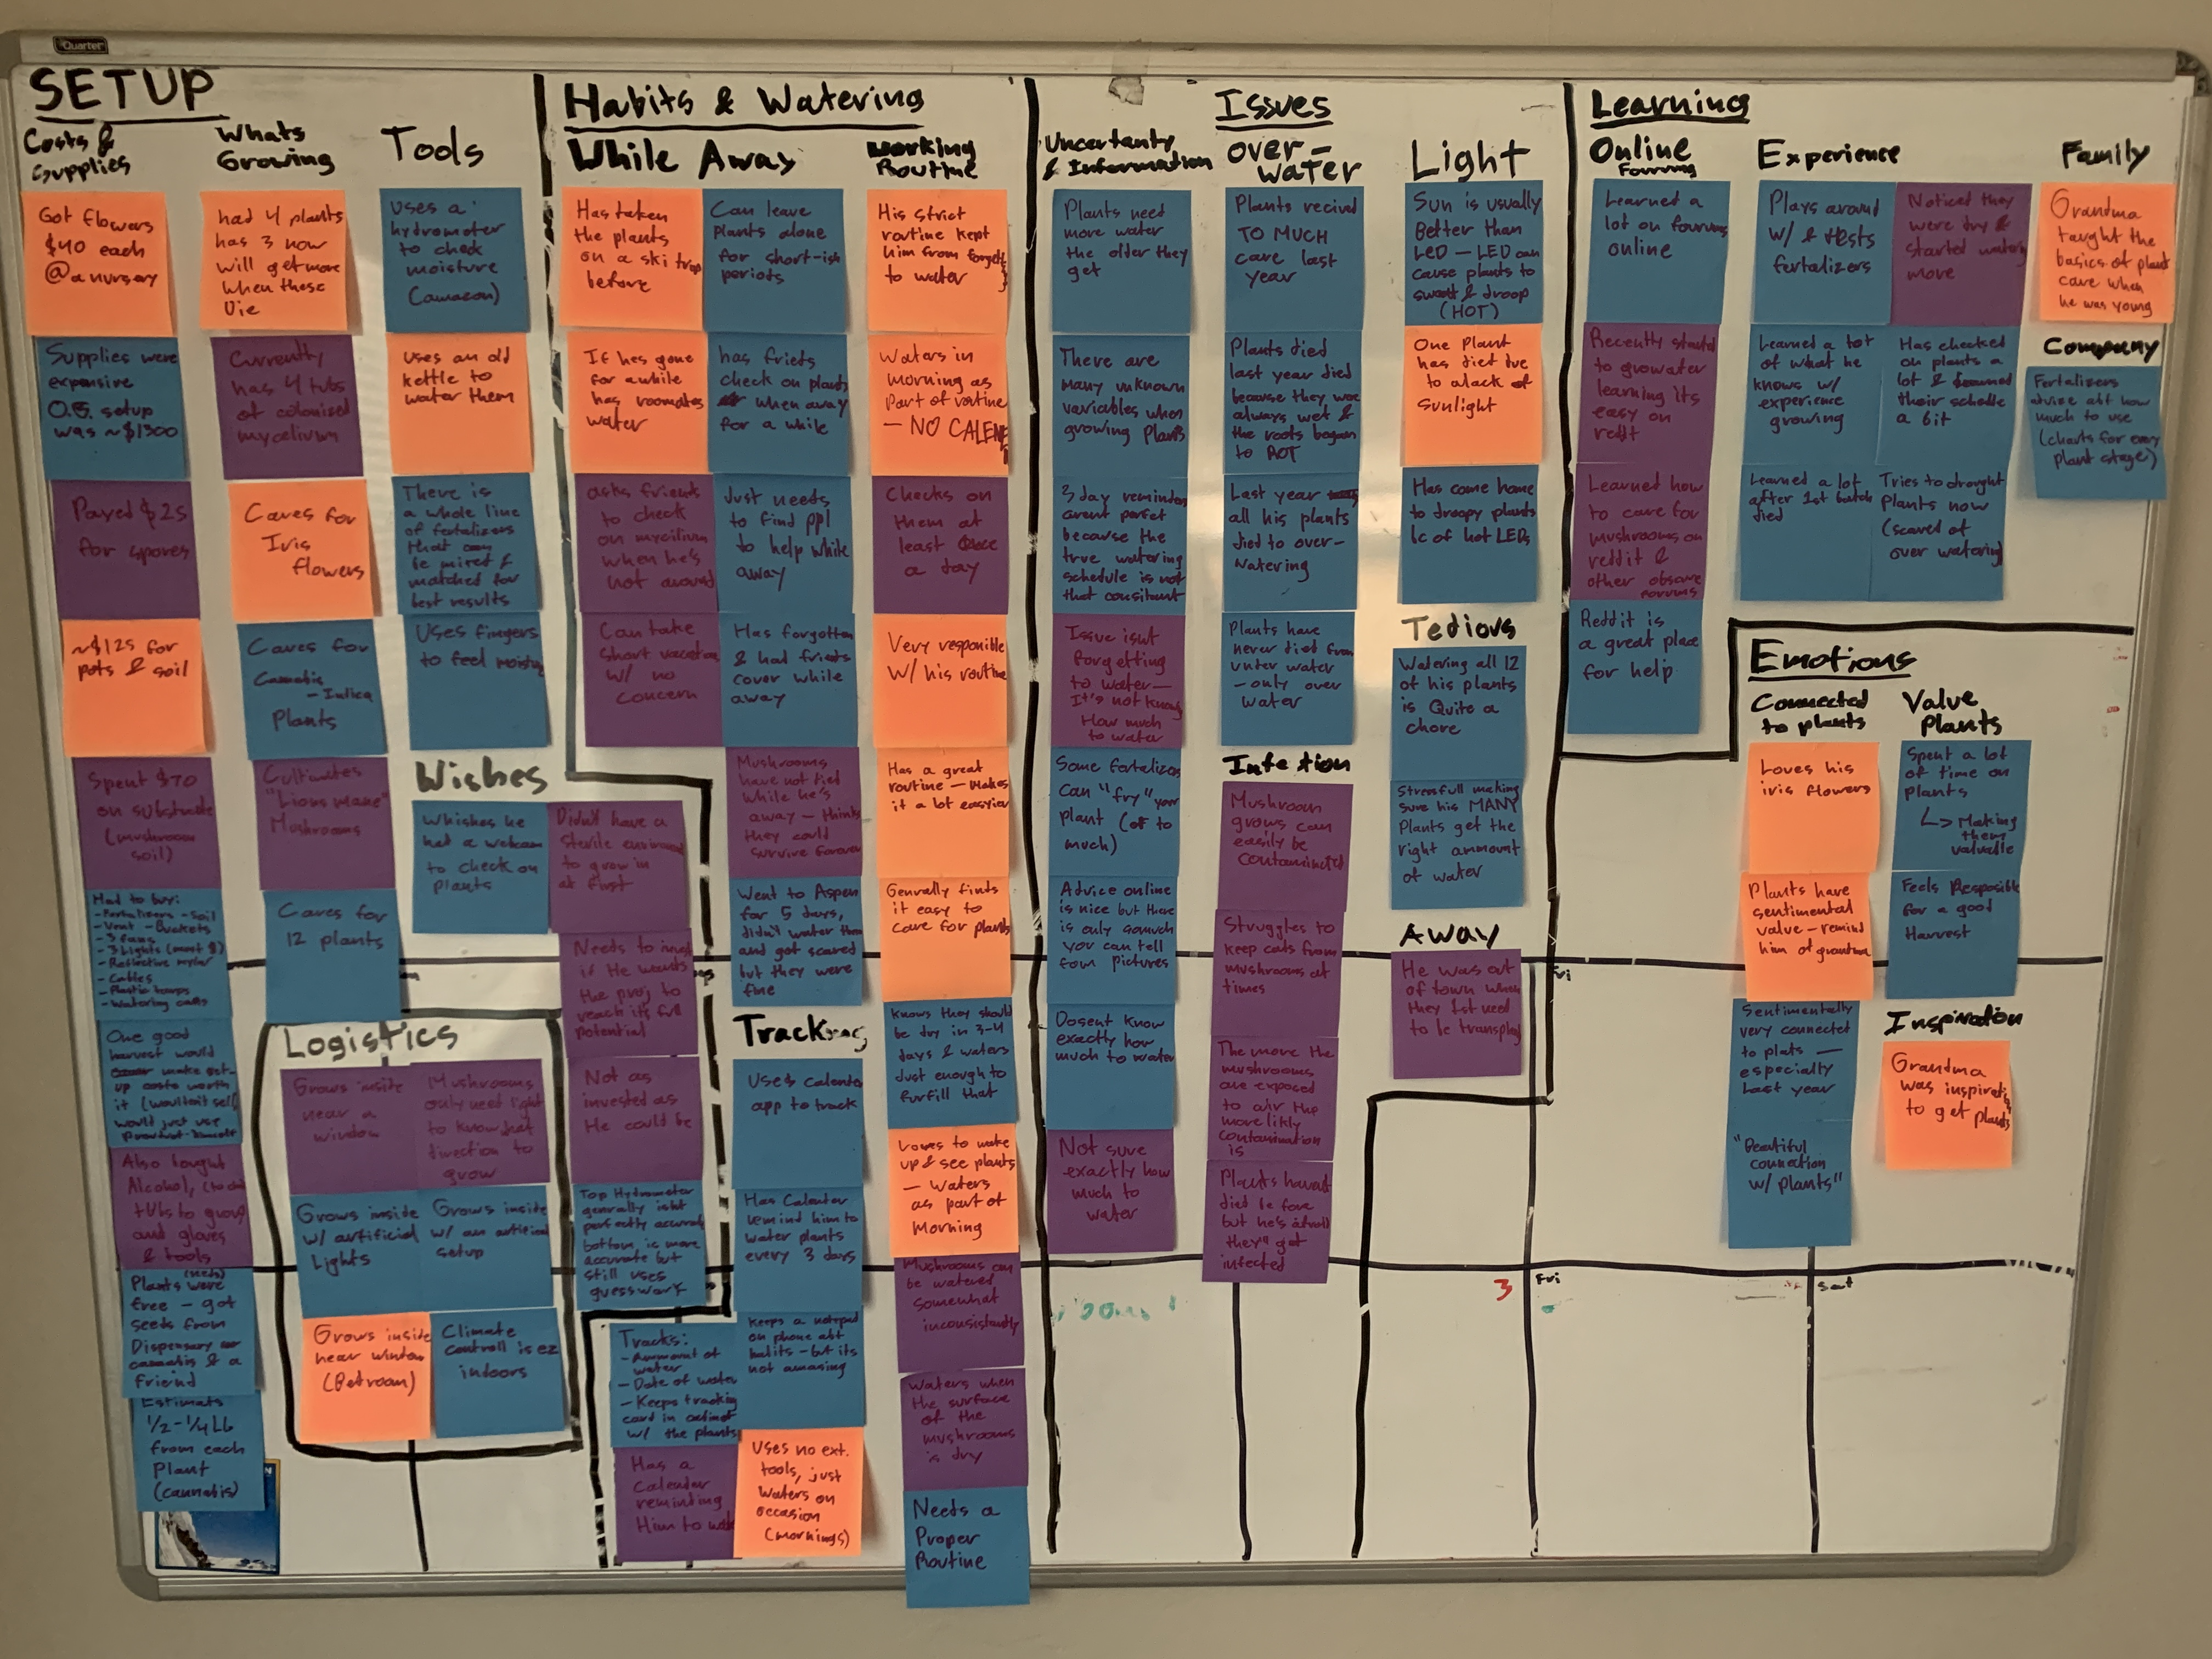 Quarter
SETUP
Costs &
Supplies
Got flowers
$40 each
@ a nursery
Supplies were
expensive
O.G. setup
was ~$1300
Payed $25
for spores
~$125 for
pots & soil
Spent $70
on substrate
(mushroom
soil)
Had to buy:
- Fertalizers - Soil
- Vent - Buckets
- 3 fans
- 3 Lights (most $)
- Reflective mylar
- Cables
- Plastic
- Watering cans
One good
harvest would
make set-
up costs worth
it (wouldn't sell)
would just use
Also bought
Alcohol,
tubs to grow
and gloves
& tools
(seeds)
Plants were
free - got
seeds from
Dispensary
cannabis & a
friend
Estimats
1/2 - 1/4 Lb
from each
Plant
(cannabis)
Whats
Growing
had 4 plants
has 3 now
will get more
when these
Die
Currently
has 4 tubs
of colonized
mycelium
Cares for
Iris
flowers
Cares for
Cannabis
- Indica
Plants
Cultivates
"Lions mane"
Mushrooms
Cares for
12 plants
Tools
Uses a
hydrometer
to check
moisture
(amazon)
Uses an old
kettle to
water them
There is
a whole line
of fertalizers
that can
be mixed &
matched for
best results
Uses fingers
to feel moisture
Wishes
Whishes he
had a webcam
to check on
plants
Didn't have a
sterile
to grow in
at first
Needs to
if He wants
the proj to
reach its full
potential
Not as
invested as
He could be
Top Hydrometer
generally isnt
perfectly accurate
bottom is more
accurate but
still uses
guesswork
Logistics
Grows inside
near a
window
Mushrooms
only need light
to know what
direction to
grow
Grows inside
w/ artificial
Lights
Grows inside
w/ an artificial
setup
Grows inside
near window
(Bedroom)
Climate
controll is ez
indoors
Habits & Watering
While Away
Has taken
the plants
on a ski trip
before
Can leave
plants alone
for short-ish
periods
If hes gone
for awhile
has roomates
water
has frieds
check on plants
when away
for a while
asks friends
to check
on mycilium
when he's
not around
Just needs
to find ppl
to help while
away
Can take
short vacations
w/ no
concern
Has forgotten
& had frieds
cover while
away
Mushrooms
have not died
while he's
away - thinks
they could
survive forever
Went to Aspen
for 5 days,
didn't water them
and got scared
but they were
fine
Tracking
Uses Calendar
app to track
Has Calendar
remind him to
water plants
every 3 days
Keeps a notepad
on phone abt
habits - but its
not amazing
Tracks:
- Ammount of
water
- Date of water
- Keeps tracking
card in cabinet
w/ the plants
Has a
Calendar
reminding
Him to water
Uses no ext.
tools, just
Waters on
occasion
(mornings)
Working
Routine
His strict
routine kept
him from
to water
Waters in
morning as
part of routine
- NO
Checks on
them at
least Once
a day
Very responible
w/ his routine
Has a great
routine - Makes
it a lot easyier
Generally finds
it easy to
care for plants
Knows they should
be dry in 3-4
days & waters
Just enough to
furfill that
Loves to wake
up & see plants
- Waters
as part of
Morning
Mushrooms can
be watered
somewhat
inconsistantly
Waters when
the surface
of the
mushrooms
is dry
Needs a
Proper
Routine
Issues
Uncertanty
& Information
Plants need
more water
the older they
get
There are
many unknown
variables when
growing Plants
3 day reminders
arent perfect
because the
true watering
schedule is not
that consitant
Issue isnt
forgetting
to water -
It's not knowing
How much
to water
Some fertalizers
can "fry" your
plant (of to
much)
Advice online
is nice but there
is only somuch
you can tell
from pictures
Dosent know
exactly how
much to water
Not sure
exactly how
much to
water
over-
water
Plants recived
TO MUCH
care last
year
Plants died
last year died
because they were
always wet &
the roots began
to ROT
Last year
all his plants
died to over-
watering
Plants have
never died from
under water
- only over
water
Infection
Mushroom
grows can
easily be
contaminated
Struggles to
keep cats from
mushrooms at
times
The more the
mushrooms
are exposed
to air the
more likly
contamination
is
Plants havent
died before
but he's afraid
they'll get
infected
Light
Sun is usually
Better than
LED - LED can
cause plants to
sweat & droop
(HOT)
One Plant
has died due
to a lack of
sunlight
Has come home
to droopy plants
bc of hot LEDs
Tedious
Watering all 12
of his plants
is Quite a
chore
Stressfull making
sure his MANY
Plants get the
right ammount
of water
Away
He was out
of town when
they 1st need
to be
Learning
Online
Learned a
lot on
online
Recently started
to grow
learning its
easy on
redit
Learned how
to care for
mushrooms on
reddit &
other obscure
forums
Reddit is
a great place
for help
Experience
Plays around
w/ & tests
fertalizers
Noticed they
were dry &
started watering
more
Learned a lot
of what he
knows w/
experience
growing
Has checked
on plants a
lot & learned
their schedle
a bit
Learned a lot
after 1st batch
died
Tries to drought
Plants now
(scared of
over watering)
Family
Grandma
taught the
basics of plant
care when
he was young
Company
Fertalizers
advise abt how
much to use
(charts for every
plant stage)
Emotions
Connected
to plants
Loves his
iris flowers
Plants have
sentimental
value - remind
him of grandma
Sentimentally
very connected
to plats -
especially
last year
"Beautiful
connection
w/ plants"
Value
Plants
Spent a lot
of time on
plants
↳ Making
them
valuable
Feels Resposible
for a good
Harvest
Inspiration
Grandma
was inspiration
to get plants
Fri
3
Fri
Sat